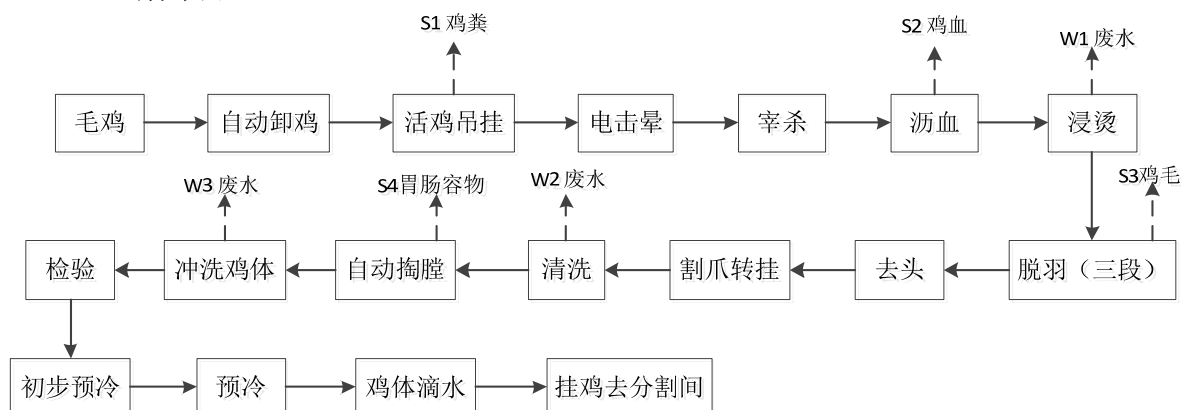 S1 鸡粪
S2 鸡血
W1 废水
毛鸡
自动卸鸡
活鸡吊挂
电击晕
宰杀
沥血
浸烫
W3 废水
S4胃肠容物
W2 废水
S3鸡毛
检验
冲洗鸡体
自动掏膛
清洗
割爪转挂
去头
脱羽（三段）
初步预冷
预冷
鸡体滴水
挂鸡去分割间